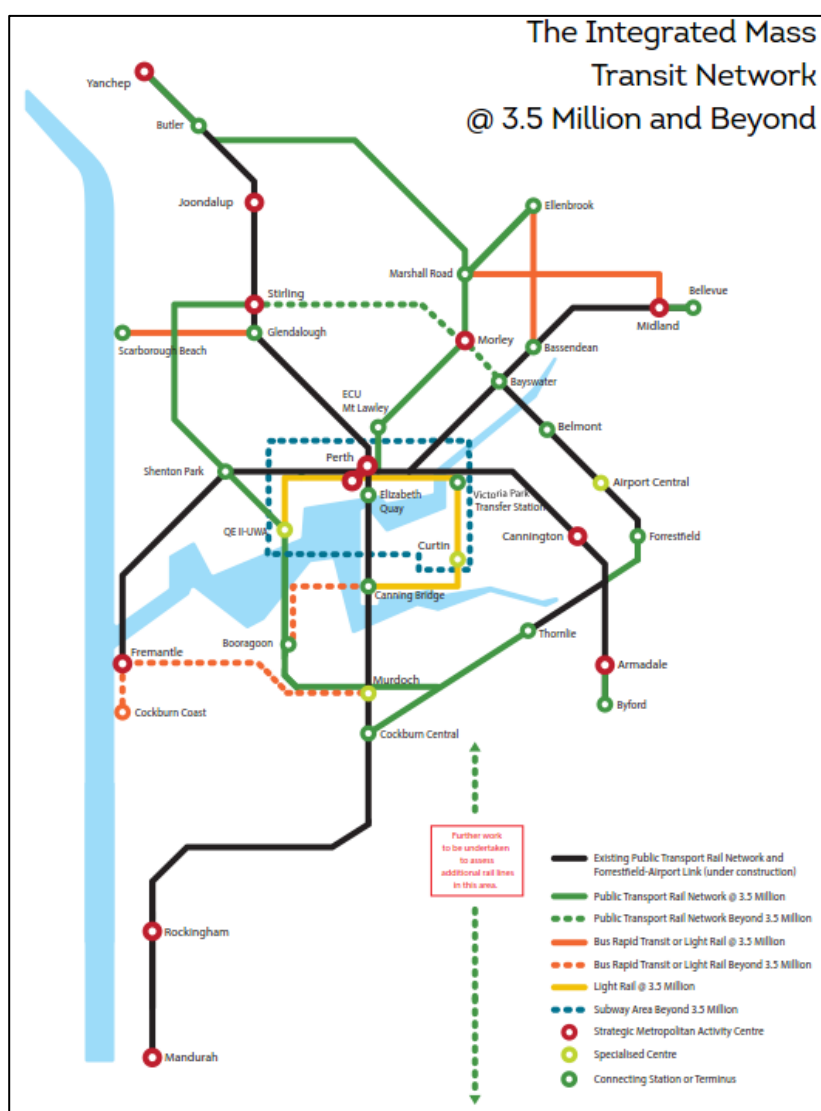 The Integrated Mass
Transit Network
@ 3.5 Million and Beyond
Yanchep
Butler
Joondalup
Ellenbrook
Marshall Road
Bellevue
Stirling
Midland
Glendalough
Scarborough Beach
Morley
Bassendean
Bayswater
ECU
Mt Lawley
Belmont
Perth
Shenton Park
Airport Central
Elizabeth
Quay
Victoria Park
Transfer Station
QE II-UWA
Curtin
Cannington
Forrestfield
Canning Bridge
Booragoon
Thornlie
Fremantle
Murdoch
Armadale
Cockburn Coast
Byford
Cockburn Central
Further work
to be undertaken
to assess
additional rail lines
in this area.
Rockingham
Mandurah
Existing Public Transport Rail Network and
Forrestfield-Airport Link (under construction)
Public Transport Rail Network @ 3.5 Million
Public Transport Rail Network Beyond 3.5 Million
Bus Rapid Transit or Light Rail @ 3.5 Million
Bus Rapid Transit or Light Rail Beyond 3.5 Million
Light Rail @ 3.5 Million
Subway Area Beyond 3.5 Million
Strategic Metropolitan Activity Centre
Specialised Centre
Connecting Station or Terminus